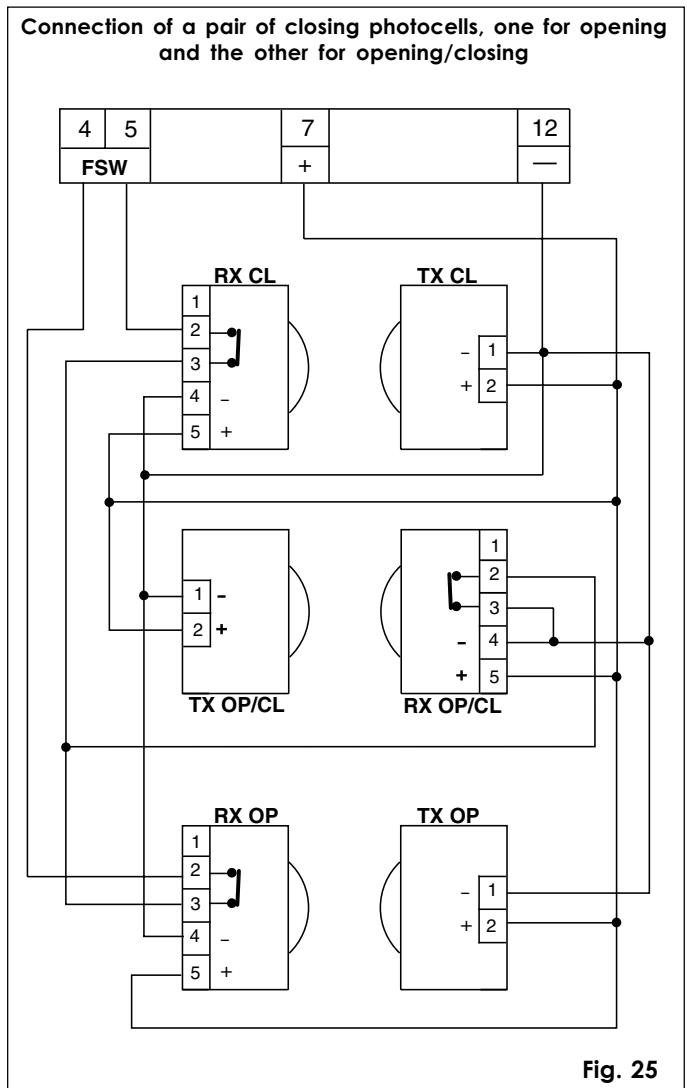 Connection of a pair of closing photocells, one for opening
and the other for opening/closing
4 5 7 12
FSW + —
RX CL TX CL
1
2
3
4 –
5 +
- 1
+ 2
1 -
2 +
TX OP/CL
1
2
3
- 4
+ 5
RX OP/CL
RX OP TX OP
1
2
3
4 –
5 +
- 1
+ 2
Fig. 25